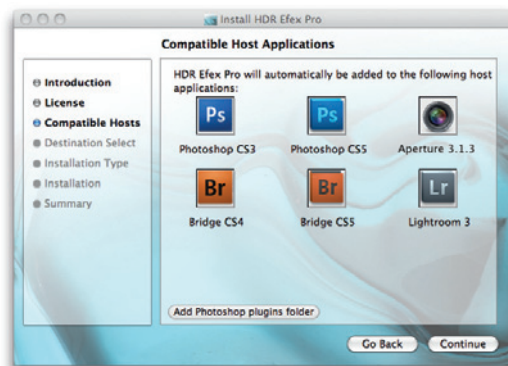 Install HDR Efex Pro
Compatible Host Applications
Introduction
License
Compatible Hosts
Destination Select
Installation Type
Installation
Summary
HDR Efex Pro will automatically be added to the following host
applications:
Ps
Ps
Photoshop CS3
Photoshop CS5
Aperture 3.1.3
Br
Br
Lr
Bridge CS4
Bridge CS5
Lightroom 3
Add Photoshop plugins folder
Go Back
Continue